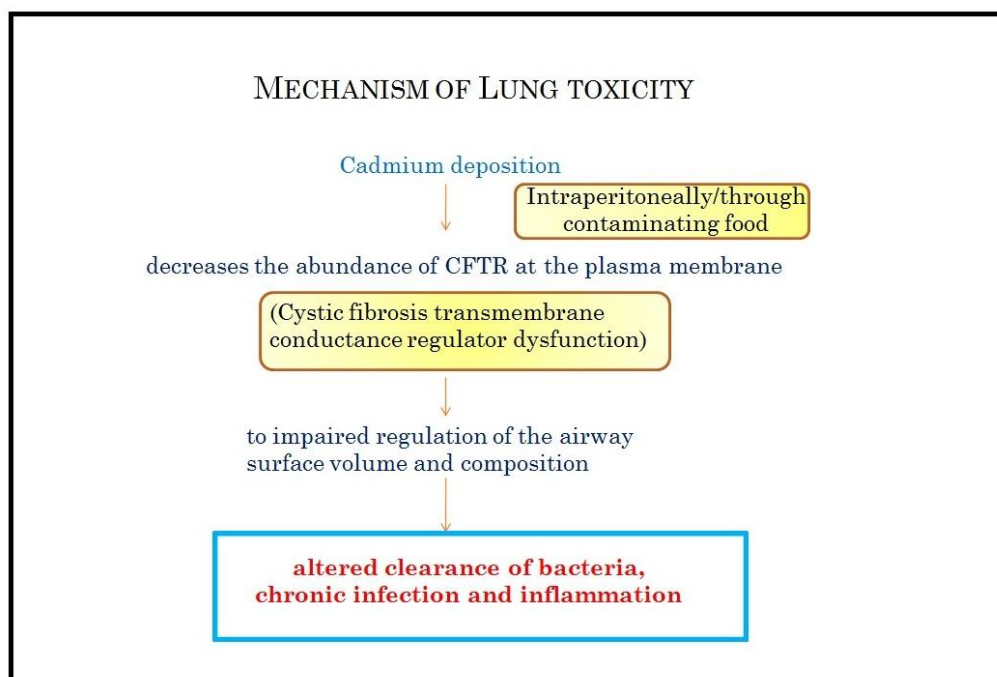 MECHANISM OF LUNG TOXICITY
Cadmium deposition
Intraperitoneally/through
contaminating food
decreases the abundance of CFTR at the plasma membrane
(Cystic fibrosis transmembrane
conductance regulator dysfunction)
to impaired regulation of the airway
surface volume and composition
altered clearance of bacteria,
chronic infection and inflammation